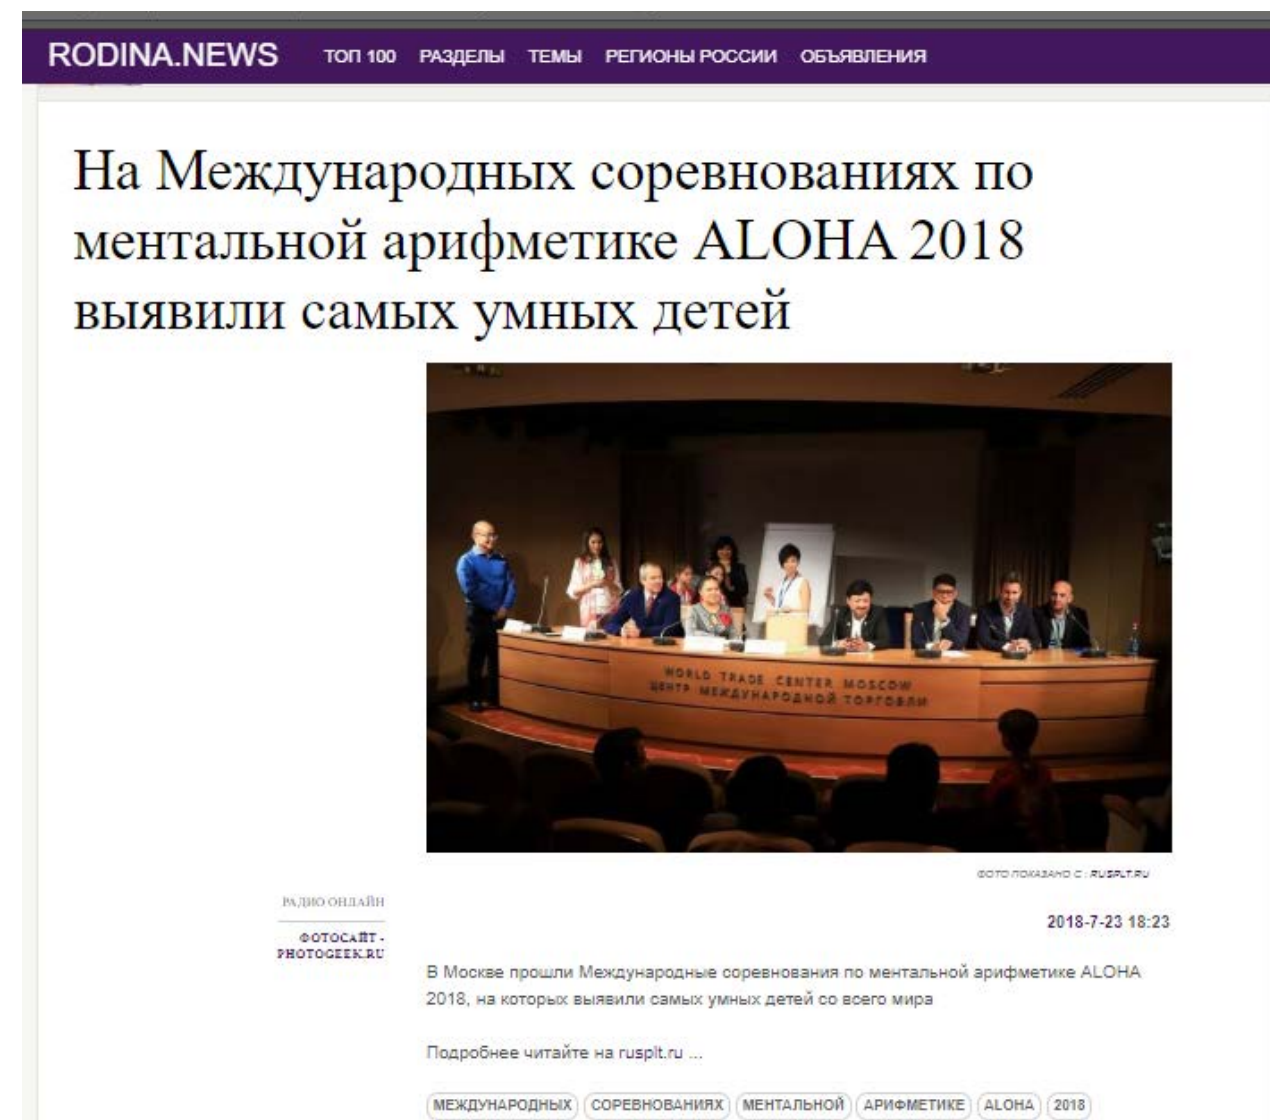 RODINA.NEWS ТОП 100 РАЗДЕЛЫ ТЕМЫ РЕГИОНЫ РОССИИ ОБЪЯВЛЕНИЯ
На Международных соревнованиях по
ментальной арифметике ALOHA 2018
выявили самых умных детей
WORLD TRADE CENTER MOSCOW
ЦЕНТР МЕЖДУНАРОДНОЙ ТОРГОВЛИ
ФОТО ПОКАЗАНО С : RUSPLT.RU
РАДИО ОНЛАЙН
ФОТОСАЙТ -
PHOTOGEEK.RU
2018-7-23 18:23
В Москве прошли Международные соревнования по ментальной арифметике ALOHA
2018, на которых выявили самых умных детей со всего мира
Подробнее читайте на rusplt.ru ...
МЕЖДУНАРОДНЫХ СОРЕВНОВАНИЯХ МЕНТАЛЬНОЙ АРИФМЕТИКЕ ALOHA 2018